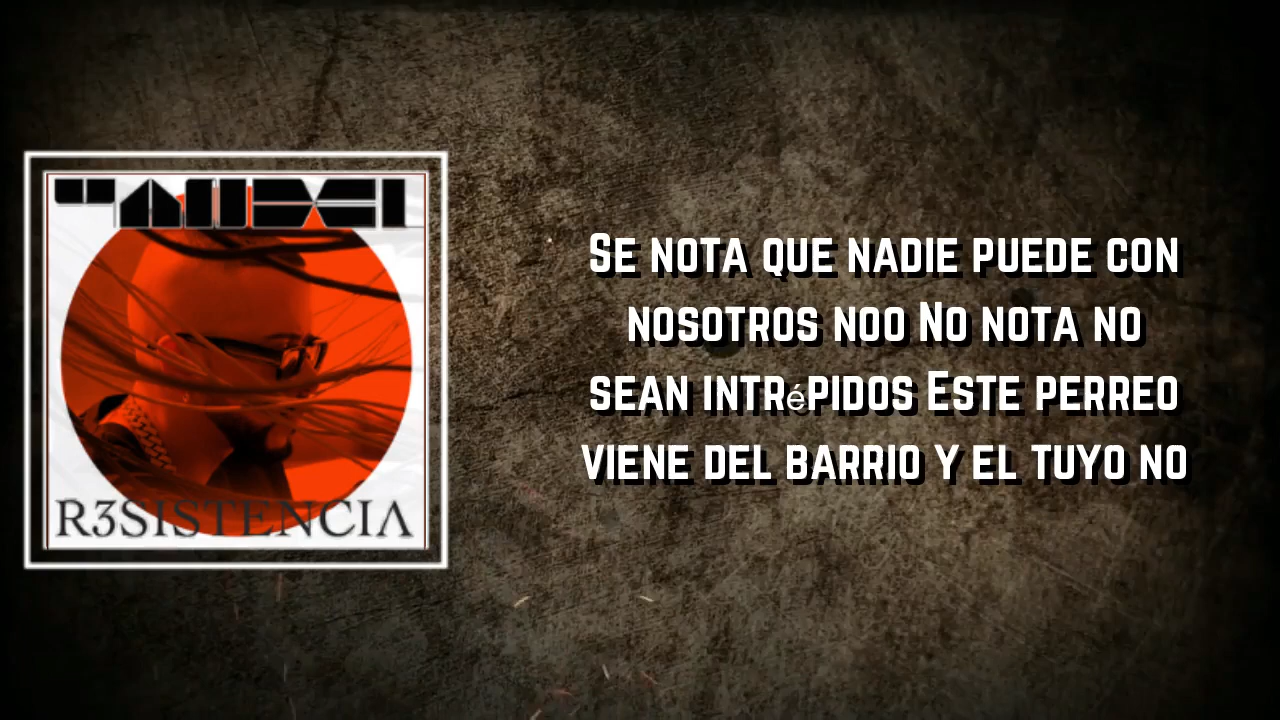 YANDEL
R3SISTENCIA
Se nota que nadie puede con
nosotros noo No nota no
sean intrépidos Este perreo
viene del barrio y el tuyo no